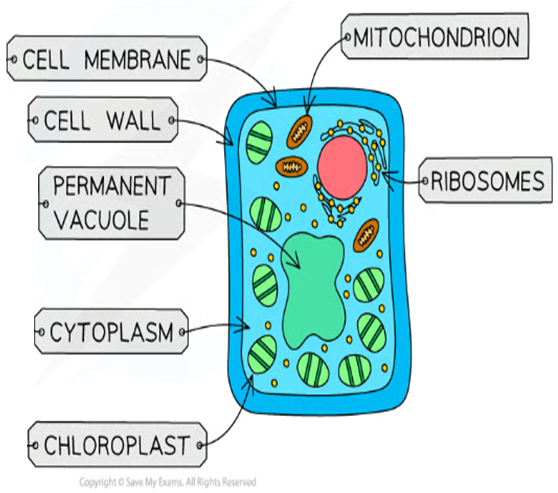 CELL MEMBRANE
MITOCHONDRION
CELL WALL
PERMANENT
VACUOLE
RIBOSOMES
CYTOPLASM
CHLOROPLAST
Copyright © Save My Exams. All Rights Reserved